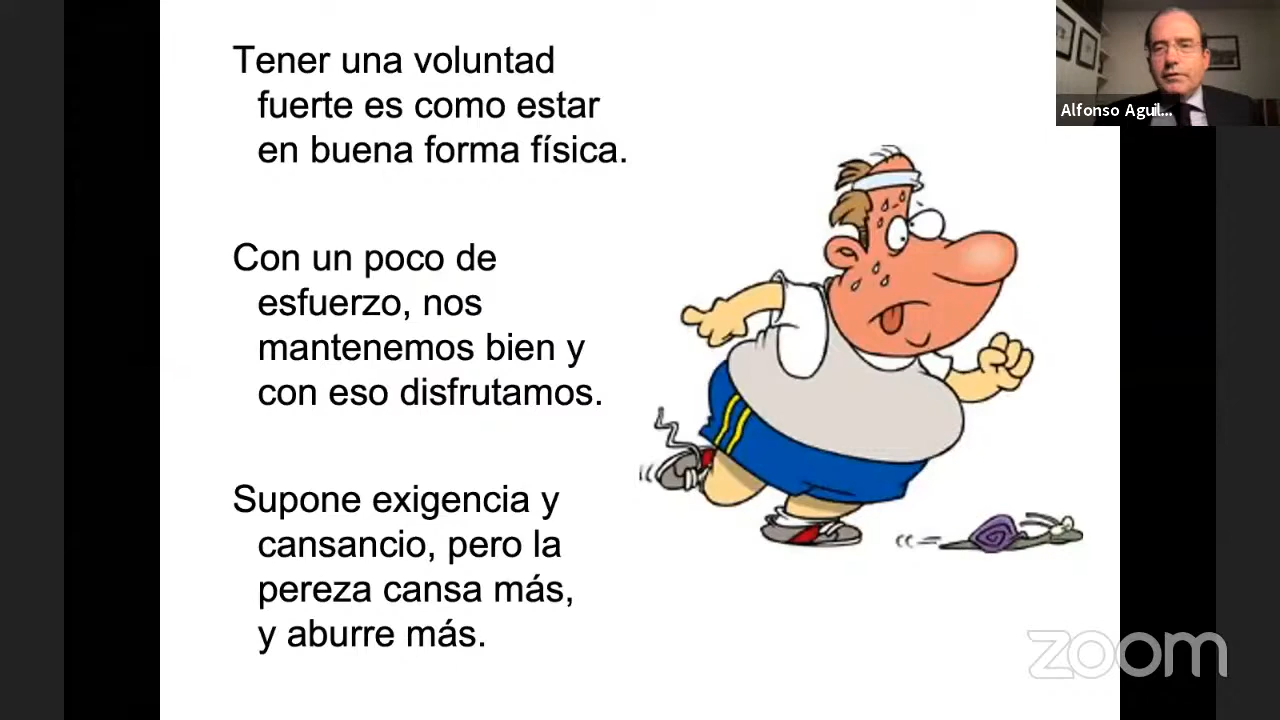 Tener una voluntad
fuerte es como estar
en buena forma física.
Con un poco de
esfuerzo, nos
mantenemos bien y
con eso disfrutamos.
Supone exigencia y
cansancio, pero la
pereza cansa más,
y aburre más.
Alfonso Aguil...
zoom